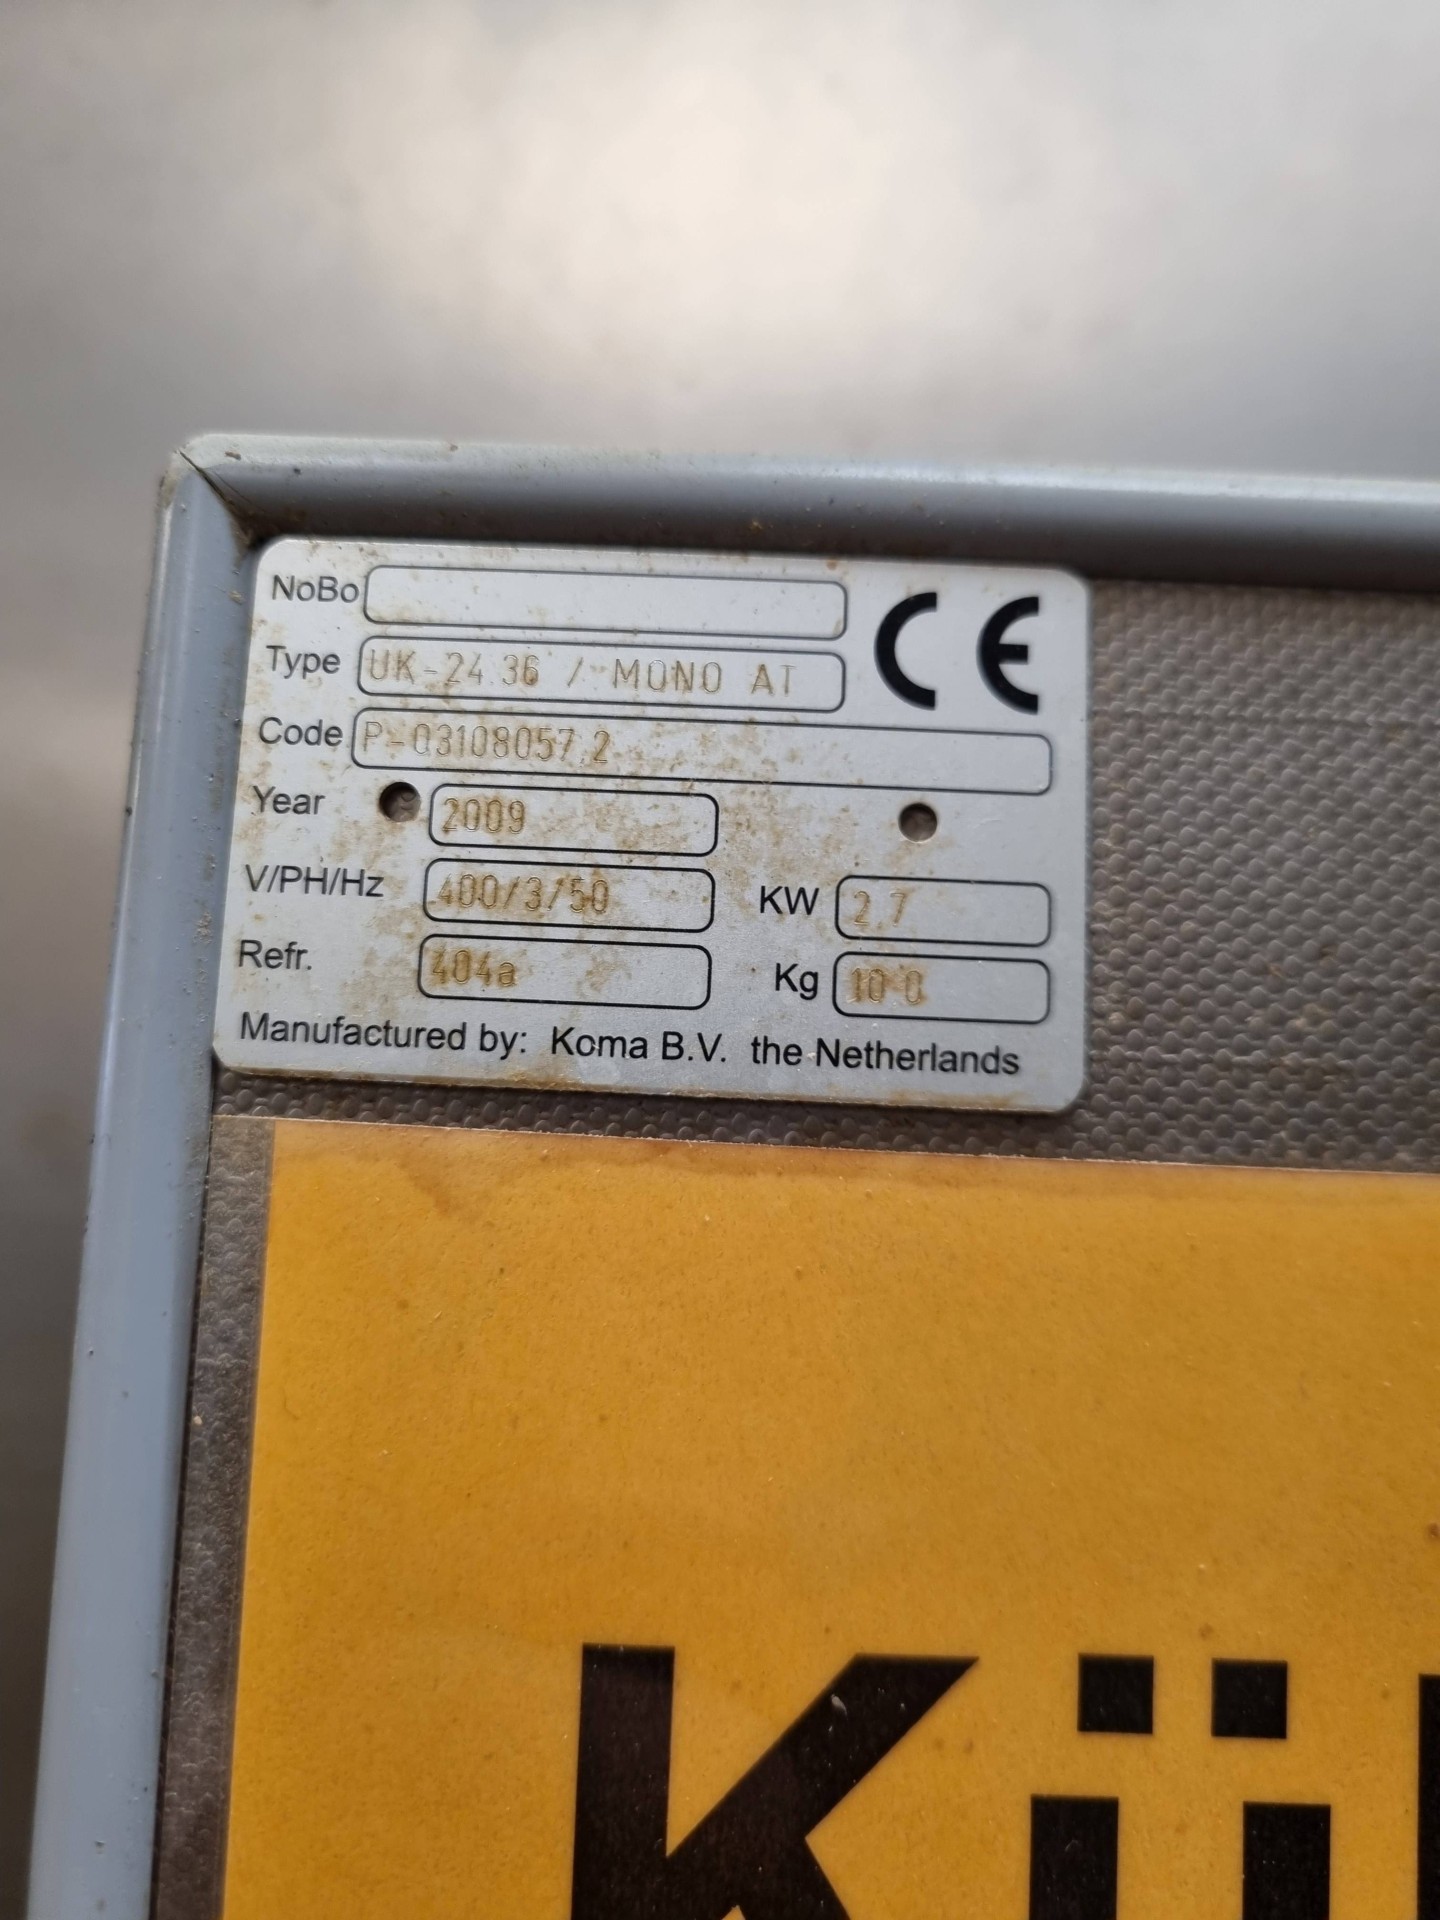 NoBo
CE
Type UK-24.36 / MONO AT
Code P-03108057.2
Year 2009
V/PH/Hz 400/3/50 KW 2.7
Refr. 404a Kg 10.0
Manufactured by: Koma B.V. the Netherlands
Kü